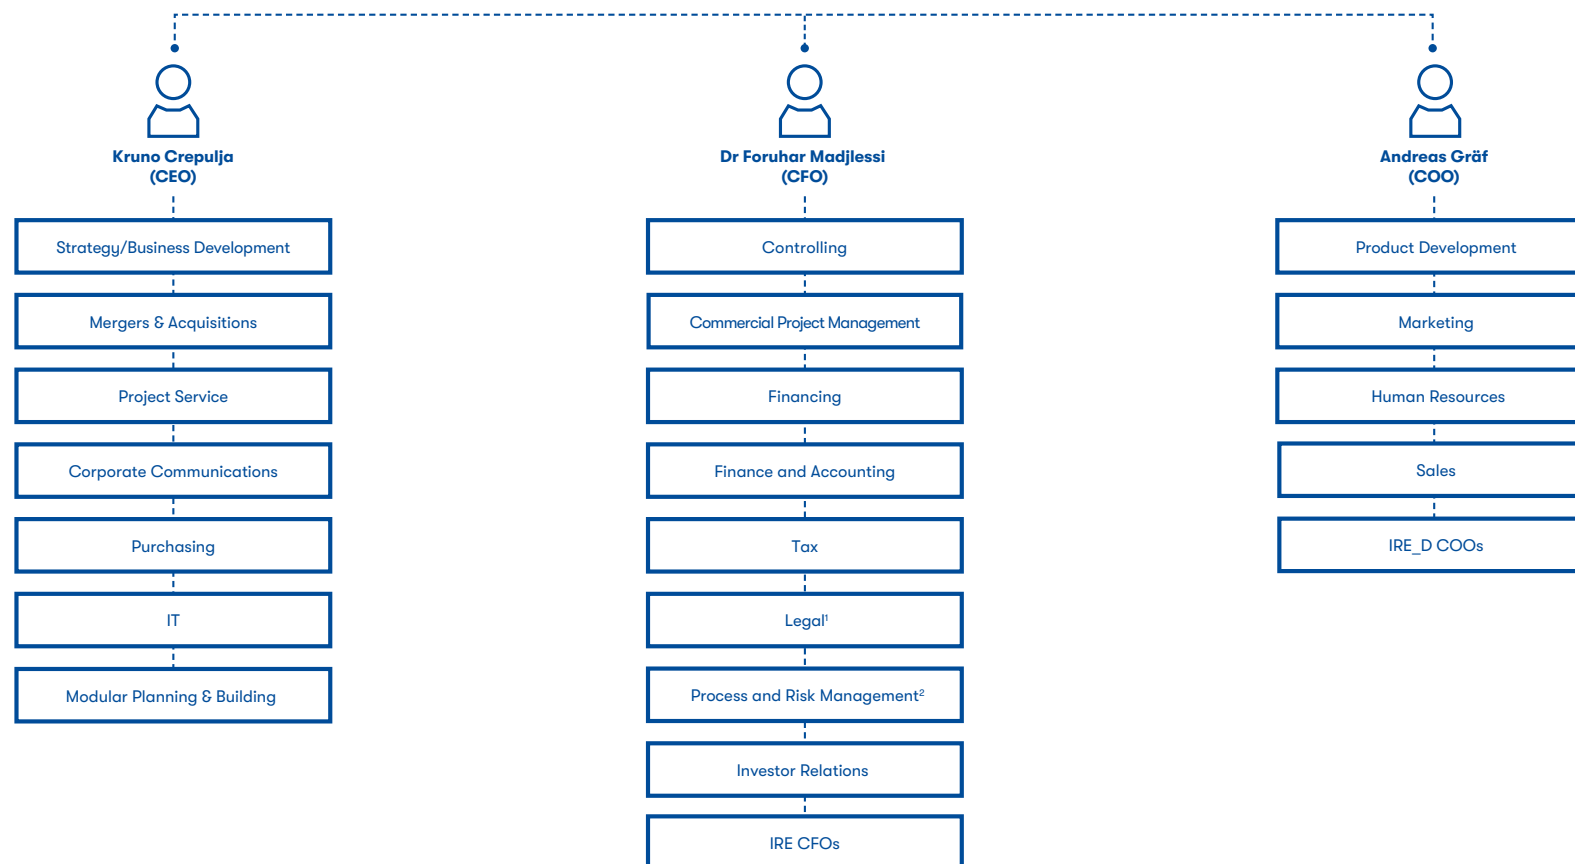 Kruno Crepulja
(CEO)
Strategy/Business Development
Mergers & Acquisitions
Project Service
Corporate Communications
Purchasing
IT
Modular Planning & Building
Dr Foruhar Madjlessi
(CFO)
Controlling
Commercial Project Management
Financing
Finance and Accounting
Tax
Legal¹
Process and Risk Management²
Investor Relations
IRE CFOs
Andreas Gräf
(COO)
Product Development
Marketing
Human Resources
Sales
IRE_D COOs